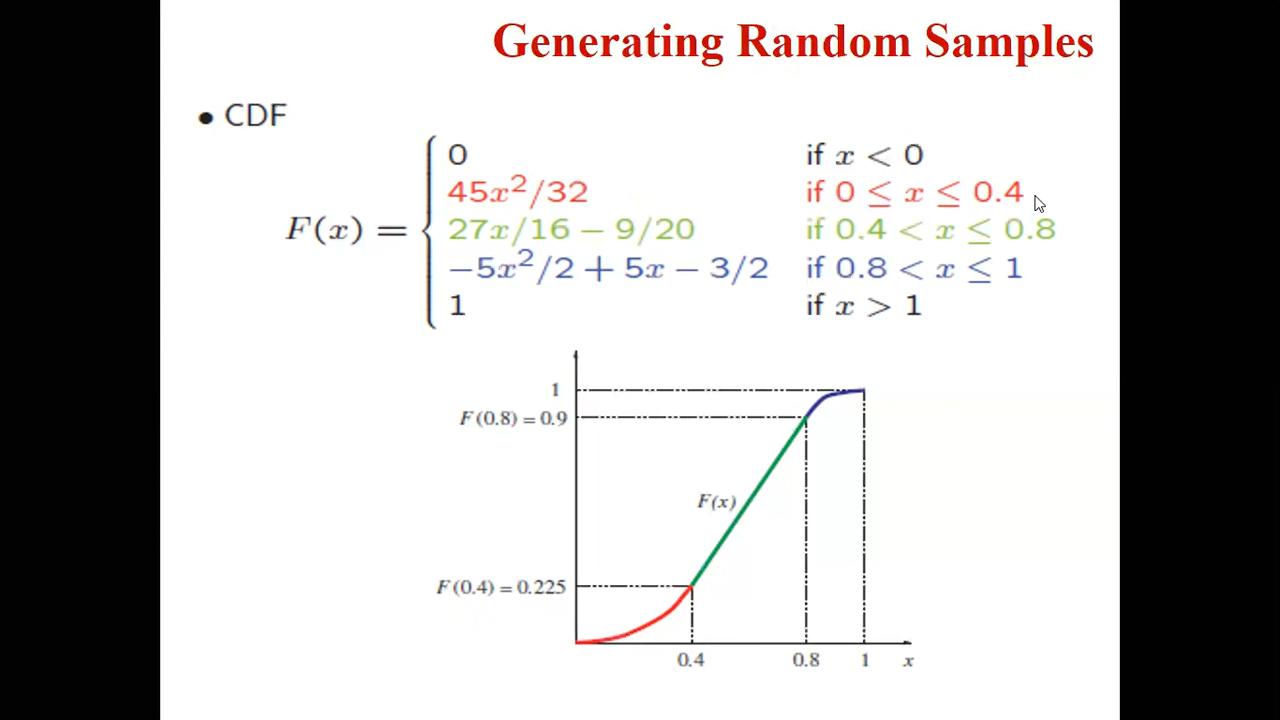 Generating Random Samples
• CDF
F(x) = { 0 if x < 0
45x²/32 if 0 ≤ x ≤ 0.4
27x/16 − 9/20 if 0.4 < x ≤ 0.8
−5x²/2 + 5x − 3/2 if 0.8 < x ≤ 1
1 if x > 1
1
F(0.8) = 0.9
F(x)
F(0.4) = 0.225
0.4 0.8 1 x